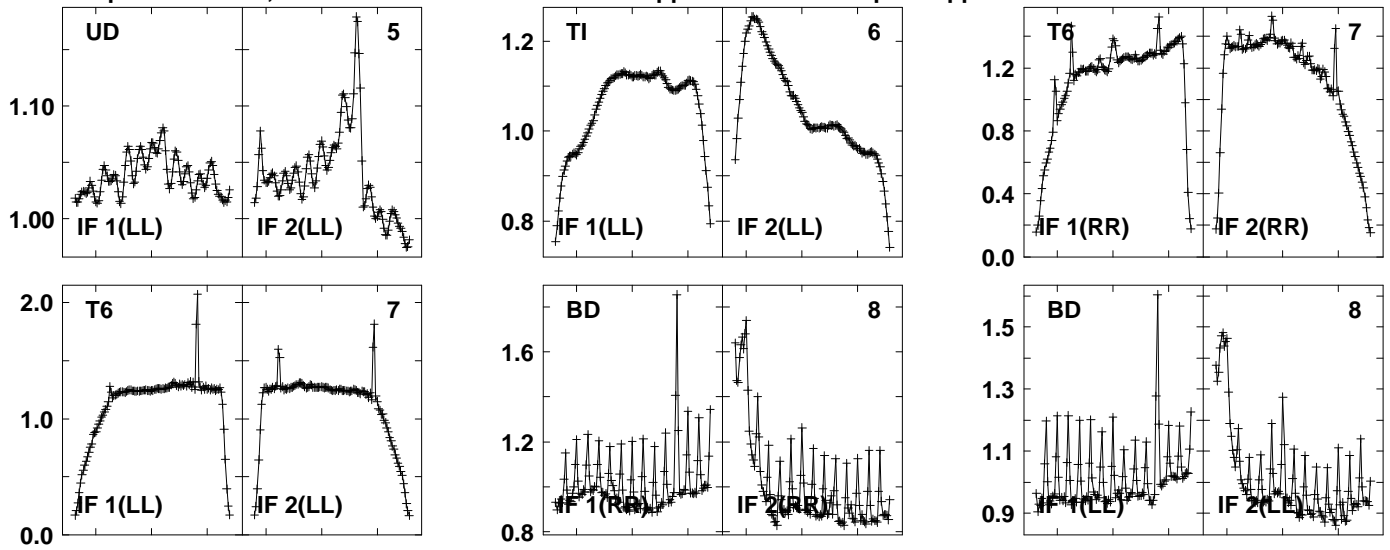 UD 5
1.10
1.00
IF 1(LL) IF 2(LL)
TI 6
1.2
1.0
0.8
IF 1(LL) IF 2(LL)
T6 7
1.2
0.8
0.4
0.0
IF 1(RR) IF 2(RR)
T6 7
2.0
1.0
0.0
IF 1(LL) IF 2(LL)
BD 8
1.6
1.2
0.8
IF 1(RR) IF 2(RR)
BD 8
1.5
1.3
1.1
0.9
IF 1(LL) IF 2(LL)